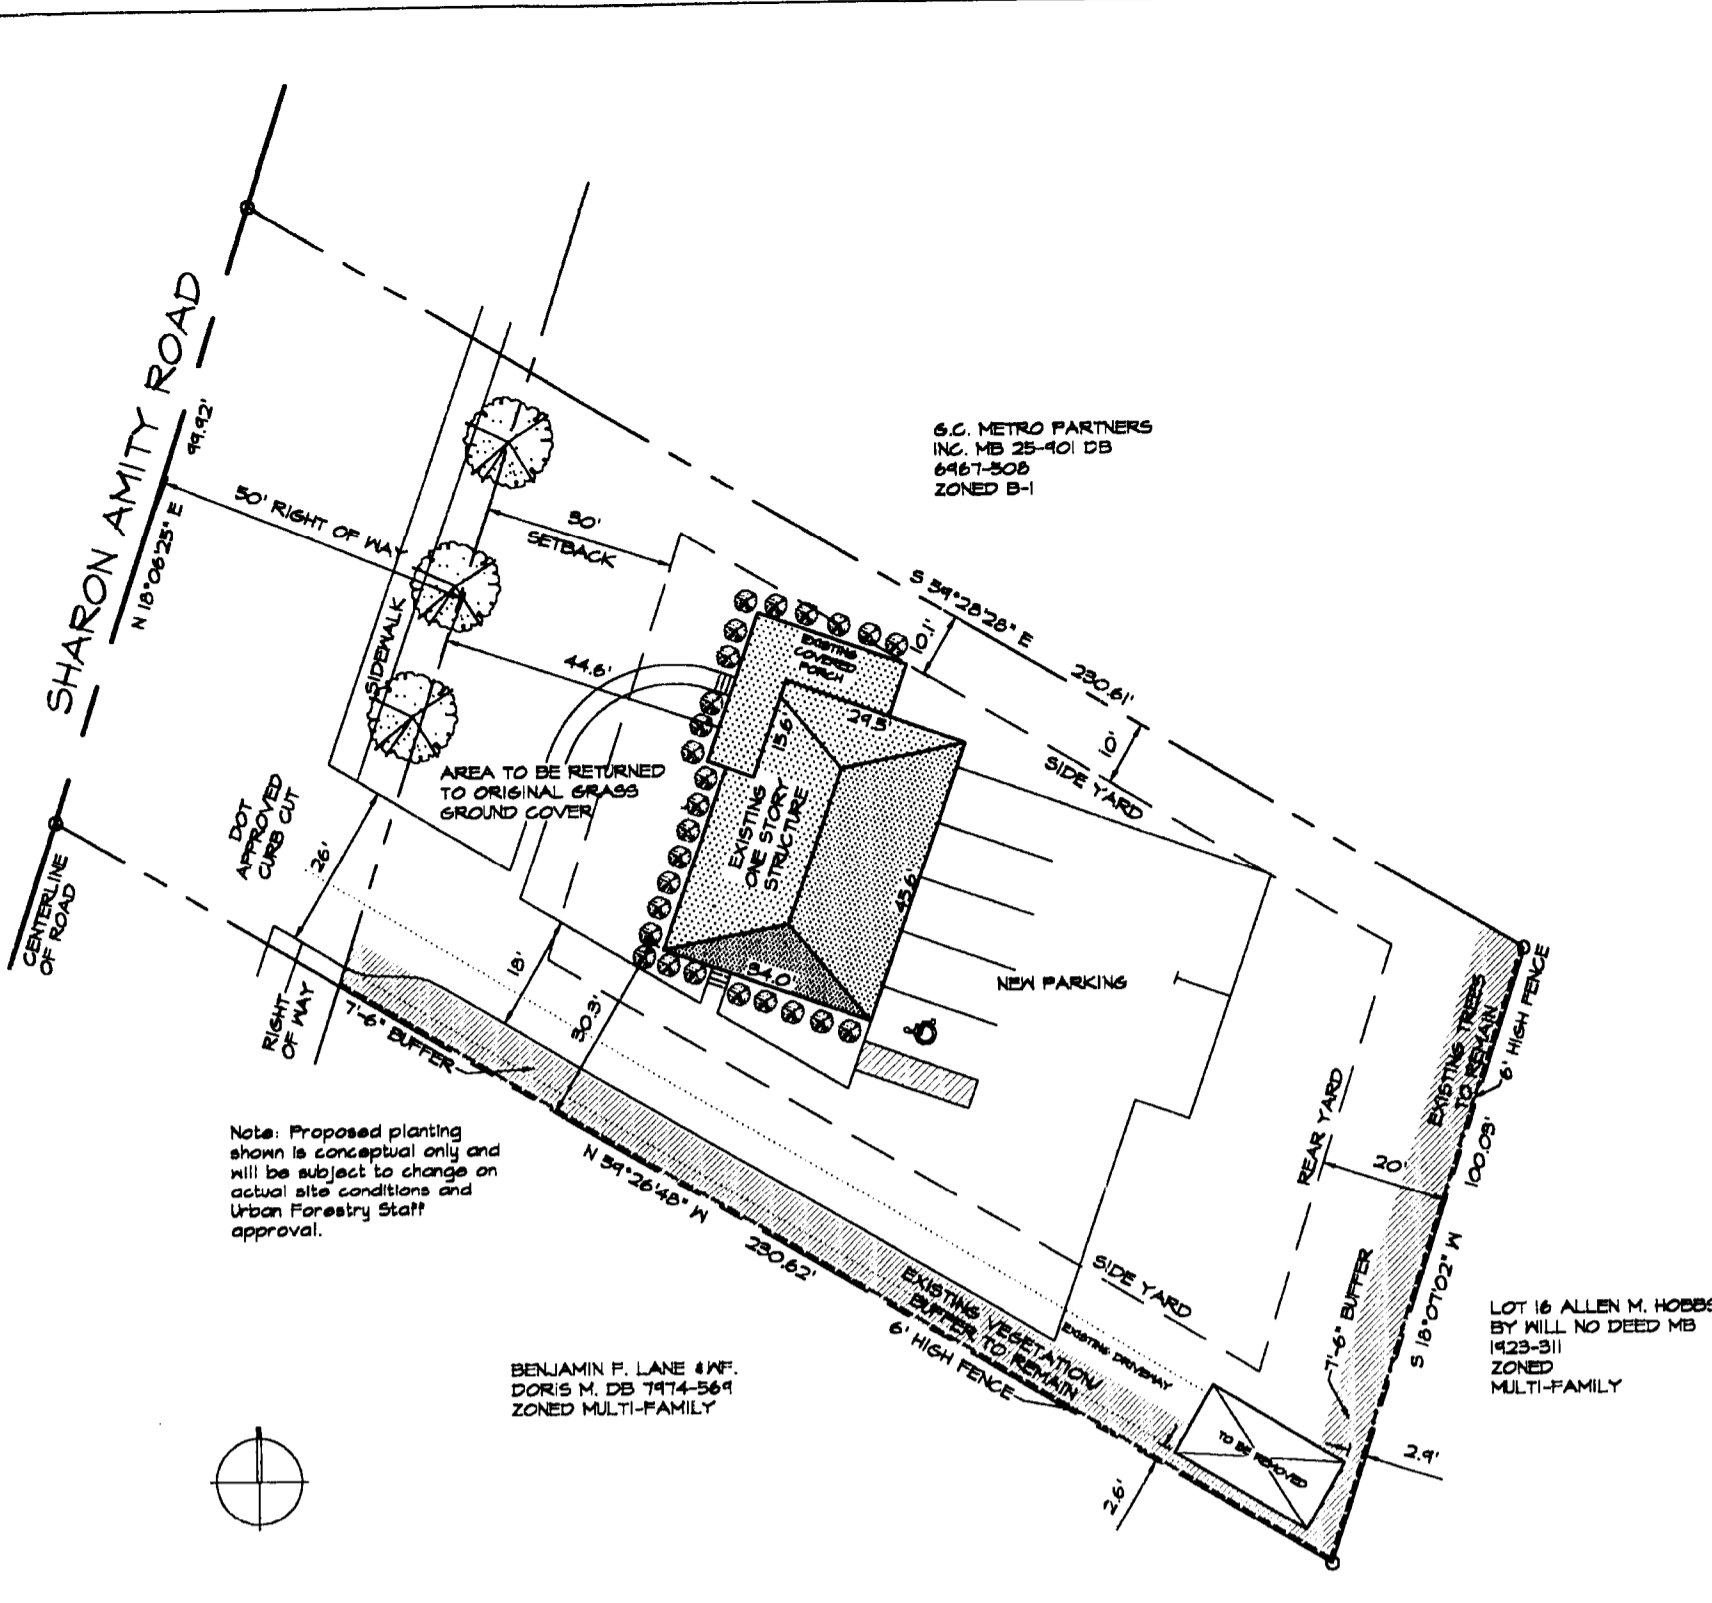 SHARON AMITY ROAD
99.92'
N 18°06'25" E
50' RIGHT OF WAY
30'
SETBACK
G.C. METRO PARTNERS
INC. MB 25-901 DB
6967-508
ZONED B-1
S 59°28'28" E
230.61'
10.1'
10'
SIDE YARD
EXISTING
COVERED
PORCH
44.6'
SIDEWALK
29.5'
15.6'
AREA TO BE RETURNED
TO ORIGINAL GRASS
GROUND COVER
EXISTING
ONE STORY
STRUCTURE
45.6'
34.0'
DOT
APPROVED
CURB CUT
26'
CENTERLINE
OF ROAD
18'
30.3'
RIGHT
OF WAY
7'-6" BUFFER
NEW PARKING
EXISTING TREES
TO REMAIN
6' HIGH FENCE
REAR YARD
20'
100.03'
S 18°07'02" W
Note: Proposed planting
shown is conceptual only and
will be subject to change on
actual site conditions and
Urban Forestry Staff
approval.
N 59°26'48" W
230.62'
SIDE YARD
EXISTING VEGETATION/
BUFFER TO REMAIN
EXISTING DRIVEWAY
6' HIGH FENCE
7'-6" BUFFER
LOT 16 ALLEN M. HOBBS
BY WILL NO DEED MB
1923-311
ZONED
MULTI-FAMILY
BENJAMIN F. LANE & WF.
DORIS M. DB 7974-569
ZONED MULTI-FAMILY
TO BE REMOVED
2.9'
2.6'